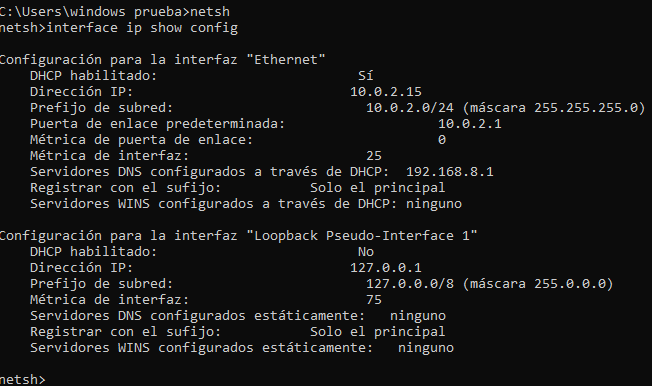 C:\Users\windows prueba>netsh
netsh>interface ip show config
Configuración para la interfaz "Ethernet"
DHCP habilitado: Sí
Dirección IP: 10.0.2.15
Prefijo de subred: 10.0.2.0/24 (máscara 255.255.255.0)
Puerta de enlace predeterminada: 10.0.2.1
Métrica de puerta de enlace: 0
Métrica de interfaz: 25
Servidores DNS configurados a través de DHCP: 192.168.8.1
Registrar con el sufijo: Solo el principal
Servidores WINS configurados a través de DHCP: ninguno
Configuración para la interfaz "Loopback Pseudo-Interface 1"
DHCP habilitado: No
Dirección IP: 127.0.0.1
Prefijo de subred: 127.0.0.0/8 (máscara 255.0.0.0)
Métrica de interfaz: 75
Servidores DNS configurados estáticamente: ninguno
Registrar con el sufijo: Solo el principal
Servidores WINS configurados estáticamente: ninguno
netsh>